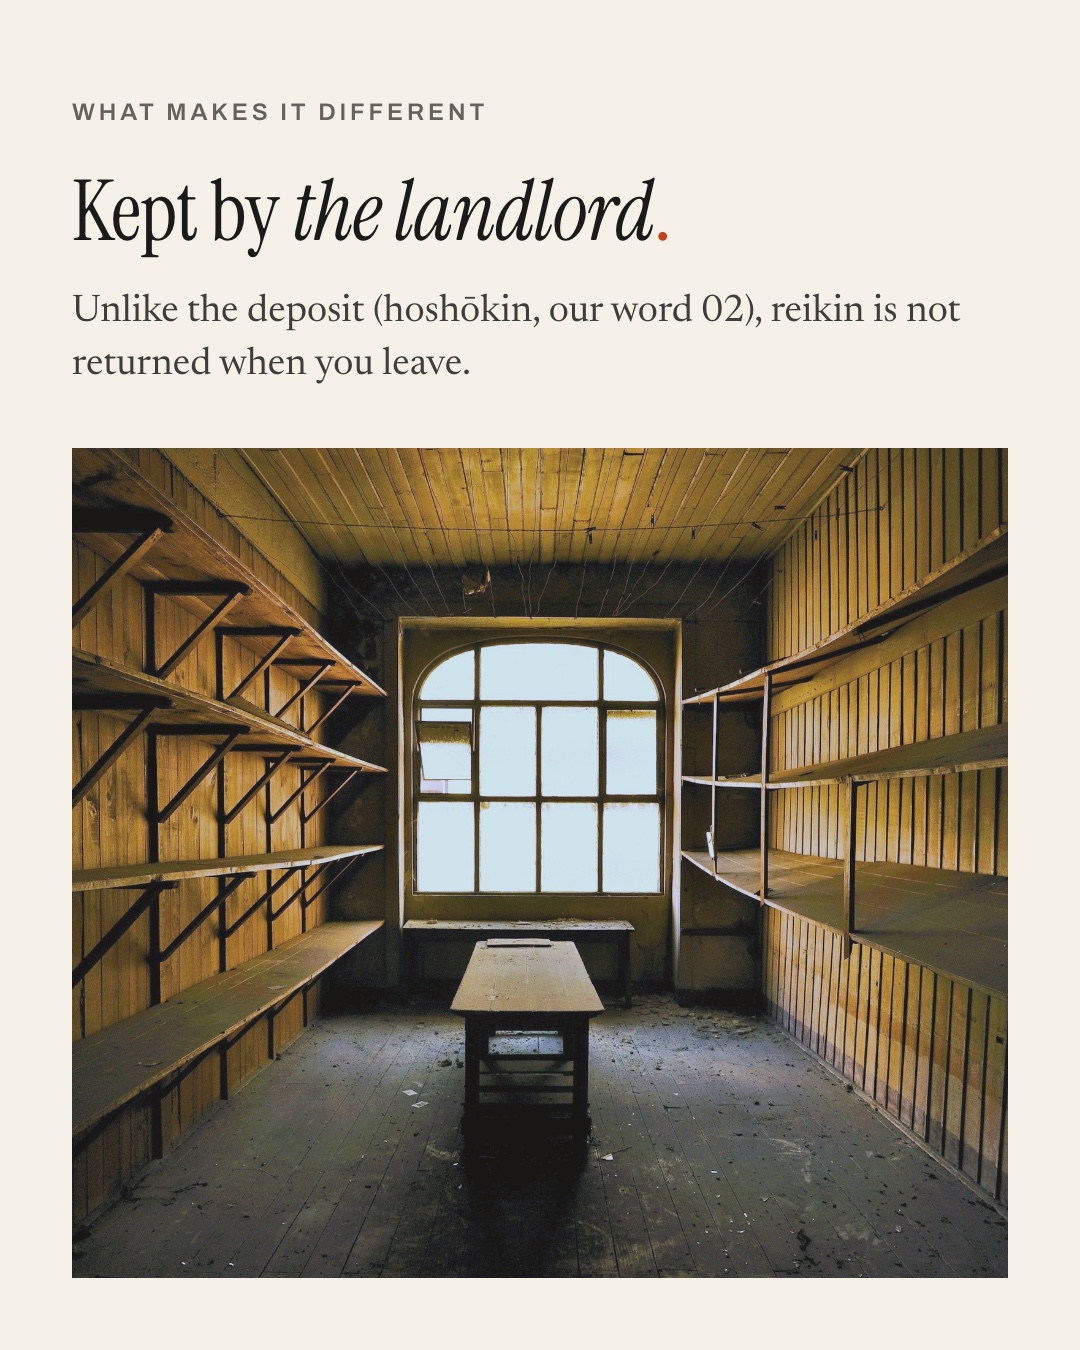 WHAT MAKES IT DIFFERENT
Kept by the landlord.
Unlike the deposit (hoshōkin, our word 02), reikin is not
returned when you leave.